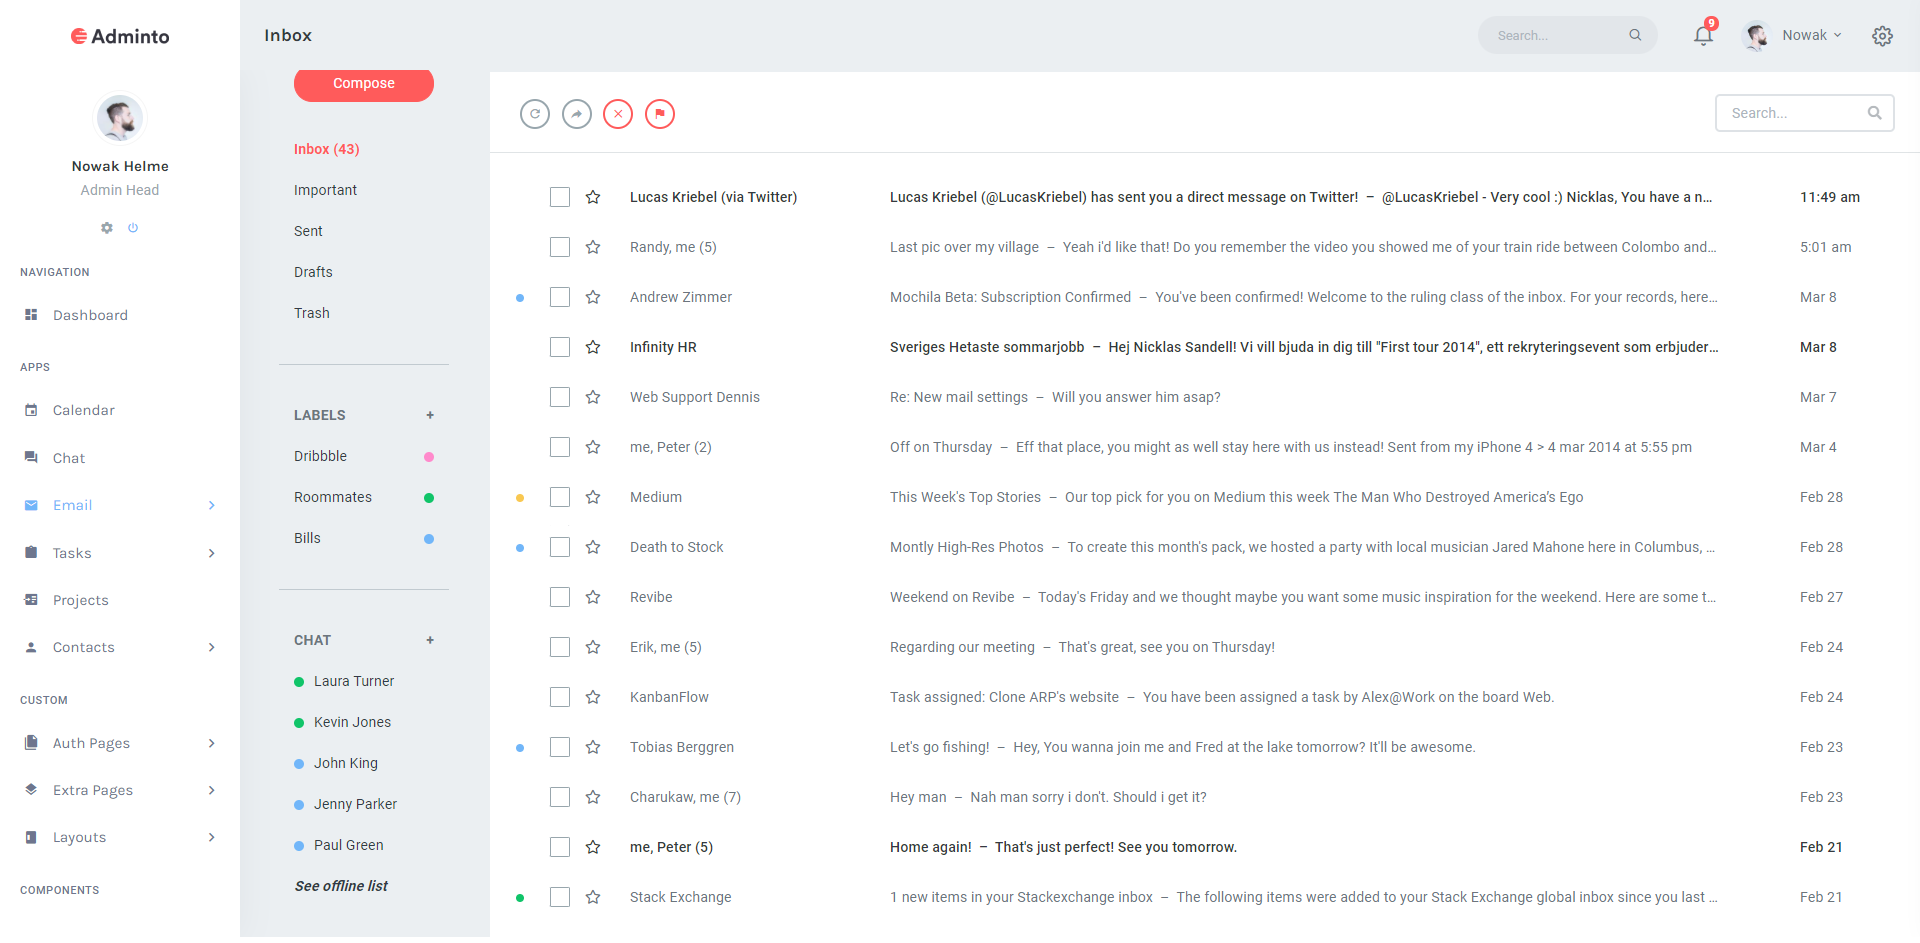 Adminto
Nowak Helme
Admin Head
NAVIGATION
Dashboard
APPS
Calendar
Chat
Email
Tasks
Projects
Contacts
CUSTOM
Auth Pages
Extra Pages
Layouts
COMPONENTS
Inbox
Search...
9
Nowak
Compose
Inbox (43)
Important
Sent
Drafts
Trash
LABELS +
Dribbble
Roommates
Bills
CHAT +
Laura Turner
Kevin Jones
John King
Jenny Parker
Paul Green
See offline list
Search...
Lucas Kriebel (via Twitter) Lucas Kriebel (@LucasKriebel) has sent you a direct message on Twitter! – @LucasKriebel - Very cool :) Nicklas, You have a n... 11:49 am
Randy, me (5) Last pic over my village – Yeah i'd like that! Do you remember the video you showed me of your train ride between Colombo and... 5:01 am
Andrew Zimmer Mochila Beta: Subscription Confirmed – You've been confirmed! Welcome to the ruling class of the inbox. For your records, here... Mar 8
Infinity HR Sveriges Hetaste sommarjobb – Hej Nicklas Sandell! Vi vill bjuda in dig till "First tour 2014", ett rekryteringsevent som erbjuder... Mar 8
Web Support Dennis Re: New mail settings – Will you answer him asap? Mar 7
me, Peter (2) Off on Thursday – Eff that place, you might as well stay here with us instead! Sent from my iPhone 4 > 4 mar 2014 at 5:55 pm Mar 4
Medium This Week's Top Stories – Our top pick for you on Medium this week The Man Who Destroyed America's Ego Feb 28
Death to Stock Montly High-Res Photos – To create this month's pack, we hosted a party with local musician Jared Mahone here in Columbus, ... Feb 28
Revibe Weekend on Revibe – Today's Friday and we thought maybe you want some music inspiration for the weekend. Here are some t... Feb 27
Erik, me (5) Regarding our meeting – That's great, see you on Thursday! Feb 24
KanbanFlow Task assigned: Clone ARP's website – You have been assigned a task by Alex@Work on the board Web. Feb 24
Tobias Berggren Let's go fishing! – Hey, You wanna join me and Fred at the lake tomorrow? It'll be awesome. Feb 23
Charukaw, me (7) Hey man – Nah man sorry i don't. Should i get it? Feb 23
me, Peter (5) Home again! – That's just perfect! See you tomorrow. Feb 21
Stack Exchange 1 new items in your Stackexchange inbox – The following items were added to your Stack Exchange global inbox since you last ... Feb 21